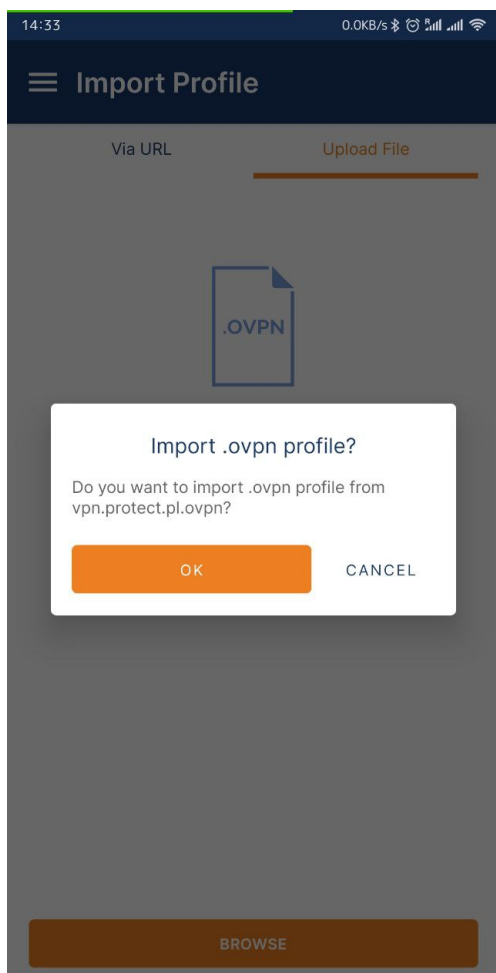 14:33
0.0KB/s
R
Import Profile
Via URL
Upload File
.OVPN
Import .ovpn profile?
Do you want to import .ovpn profile from
vpn.protect.pl.ovpn?
OK
CANCEL
BROWSE